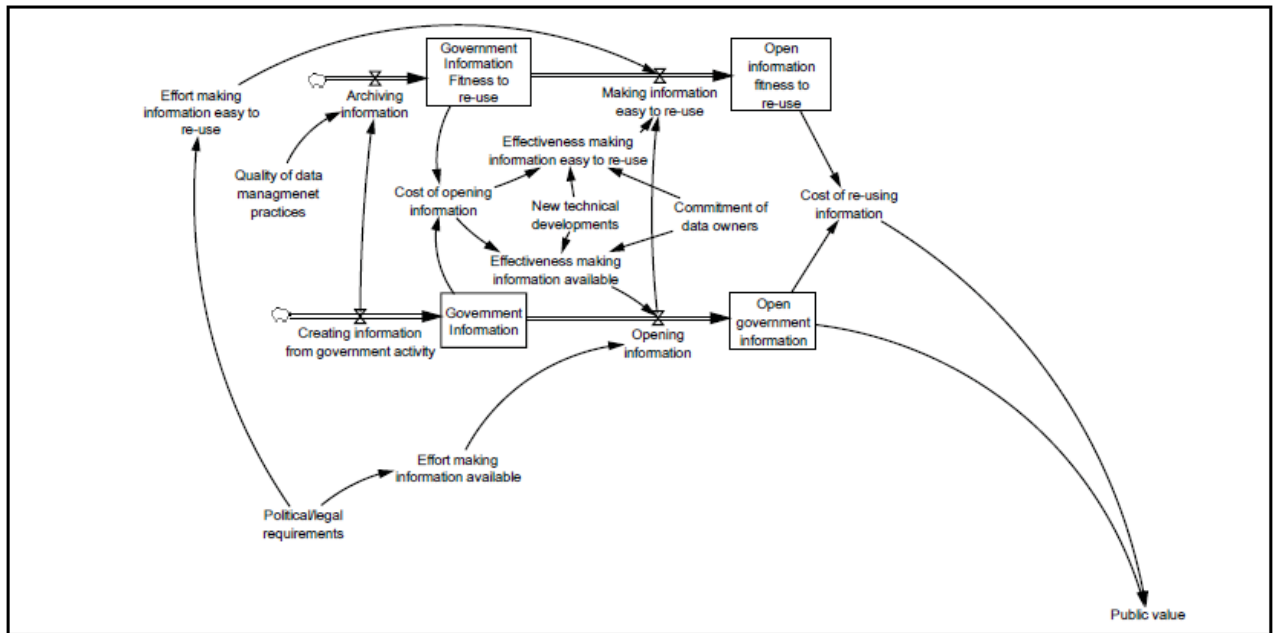 Government
Information
Fitness to
re-use
Open
information
fitness to
re-use
Effort making
information easy to
re-use
Archiving
information
Making information
easy to re-use
Effectiveness making
information easy to re-use
Quality of data
managmenet
practices
Cost of opening
information
New technical
developments
Commitment of
data owners
Cost of re-using
information
Effectiveness making
information available
Creating information
from government activity
Government
Information
Opening
information
Open
government
information
Effort making
information available
Political/legal
requirements
Public value